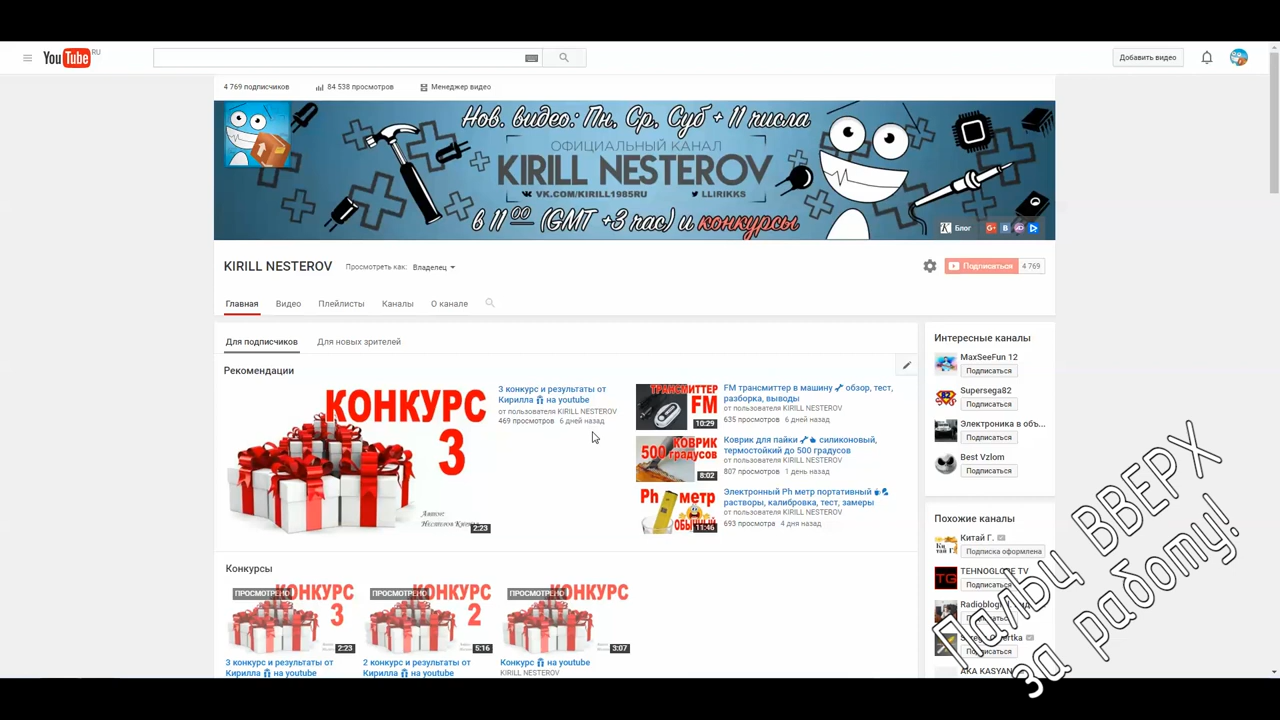 YouTube RU
Добавить видео
4 769 подписчиков
84 538 просмотров
Менеджер видео
Нов. видео: Пн, Ср, Суб + 11 числа
ОФИЦИАЛЬНЫЙ КАНАЛ
KIRILL NESTEROV
VK.COM/KIRILL1985RU
LLIRIKKS
в 11 00 (GMT +3 час) и конкурсы
Блог
KIRILL NESTEROV
Просмотреть как:
Владелец
Подписаться
4 769
Главная
Видео
Плейлисты
Каналы
О канале
Для подписчиков
Для новых зрителей
Рекомендации
КОНКУРС
3
Автор:
2:23
3 конкурс и результаты от
Кирилла на youtube
от пользователя KIRILL NESTEROV
469 просмотров 6 дней назад
ТРАНСМИТТЕР
FM
10:29
FM трансмиттер в машину обзор, тест,
разборка, выводы
от пользователя KIRILL NESTEROV
635 просмотров 6 дней назад
КОВРИК
500
градусов
8:02
Коврик для пайки силиконовый,
термостойкий до 500 градусов
от пользователя KIRILL NESTEROV
807 просмотров 1 день назад
Ph метр
11:46
Электронный Ph метр портативный
растворы, калибровка, тест, замеры
от пользователя KIRILL NESTEROV
693 просмотра 4 дня назад
Конкурсы
ПРОСМОТРЕНО
КОНКУРС
3
2:23
3 конкурс и результаты от
Кирилла на youtube
ПРОСМОТРЕНО
КОНКУРС
2
5:16
2 конкурс и результаты от
Кирилла на youtube
ПРОСМОТРЕНО
КОНКУРС
3:07
Конкурс на youtube
KIRILL NESTEROV
Интересные каналы
MaxSeeFun 12
Подписаться
Supersega82
Подписаться
Электроника в объ...
Подписаться
Best Vzlom
Подписаться
Похожие каналы
Китай Г.
Подписка оформлена
TEHNOGLOBE TV
Подписаться
AKA KASYAN
Палец ВВЕРХ
за работу!